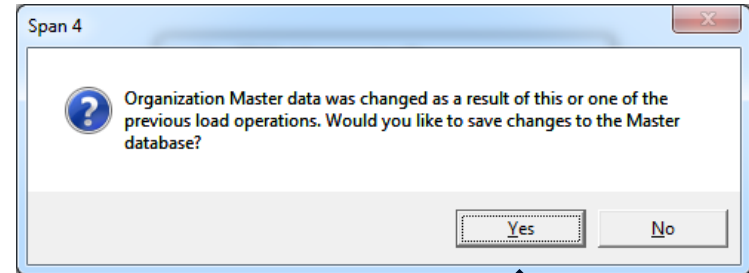 Span 4
Organization Master data was changed as a result of this or one of the
previous load operations. Would you like to save changes to the Master
database?
Yes
No